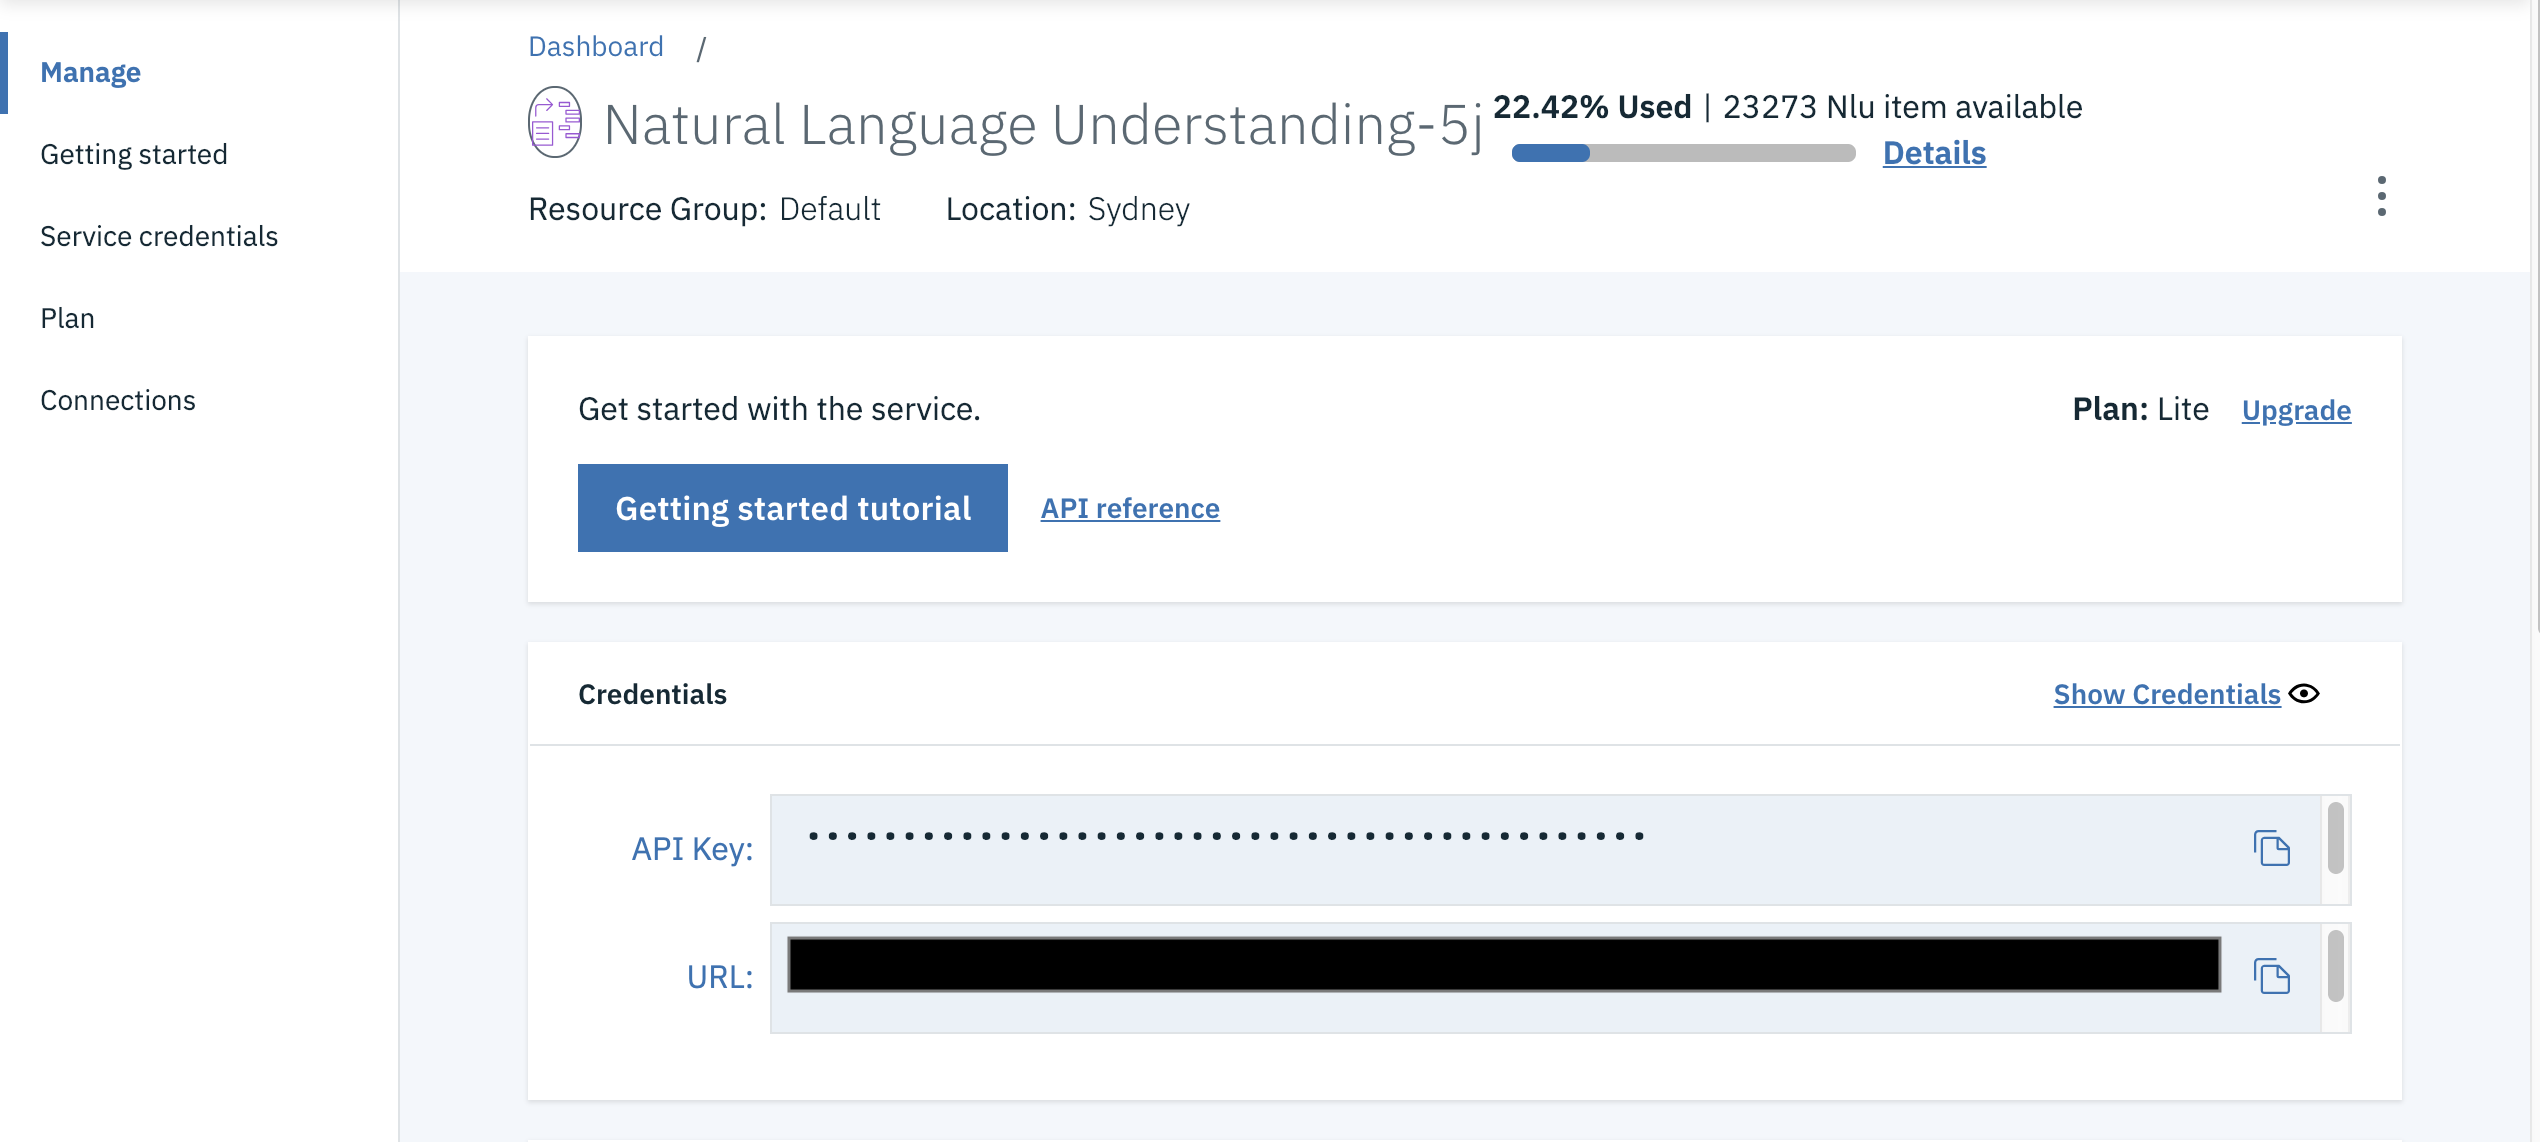 Manage
Getting started
Service credentials
Plan
Connections
Dashboard /
Natural Language Understanding-5j
22.42% Used | 23273 Nlu item available
Details
Resource Group: Default Location: Sydney
Get started with the service.
Plan: Lite Upgrade
Getting started tutorial API reference
Credentials
Show Credentials
API Key:
URL: